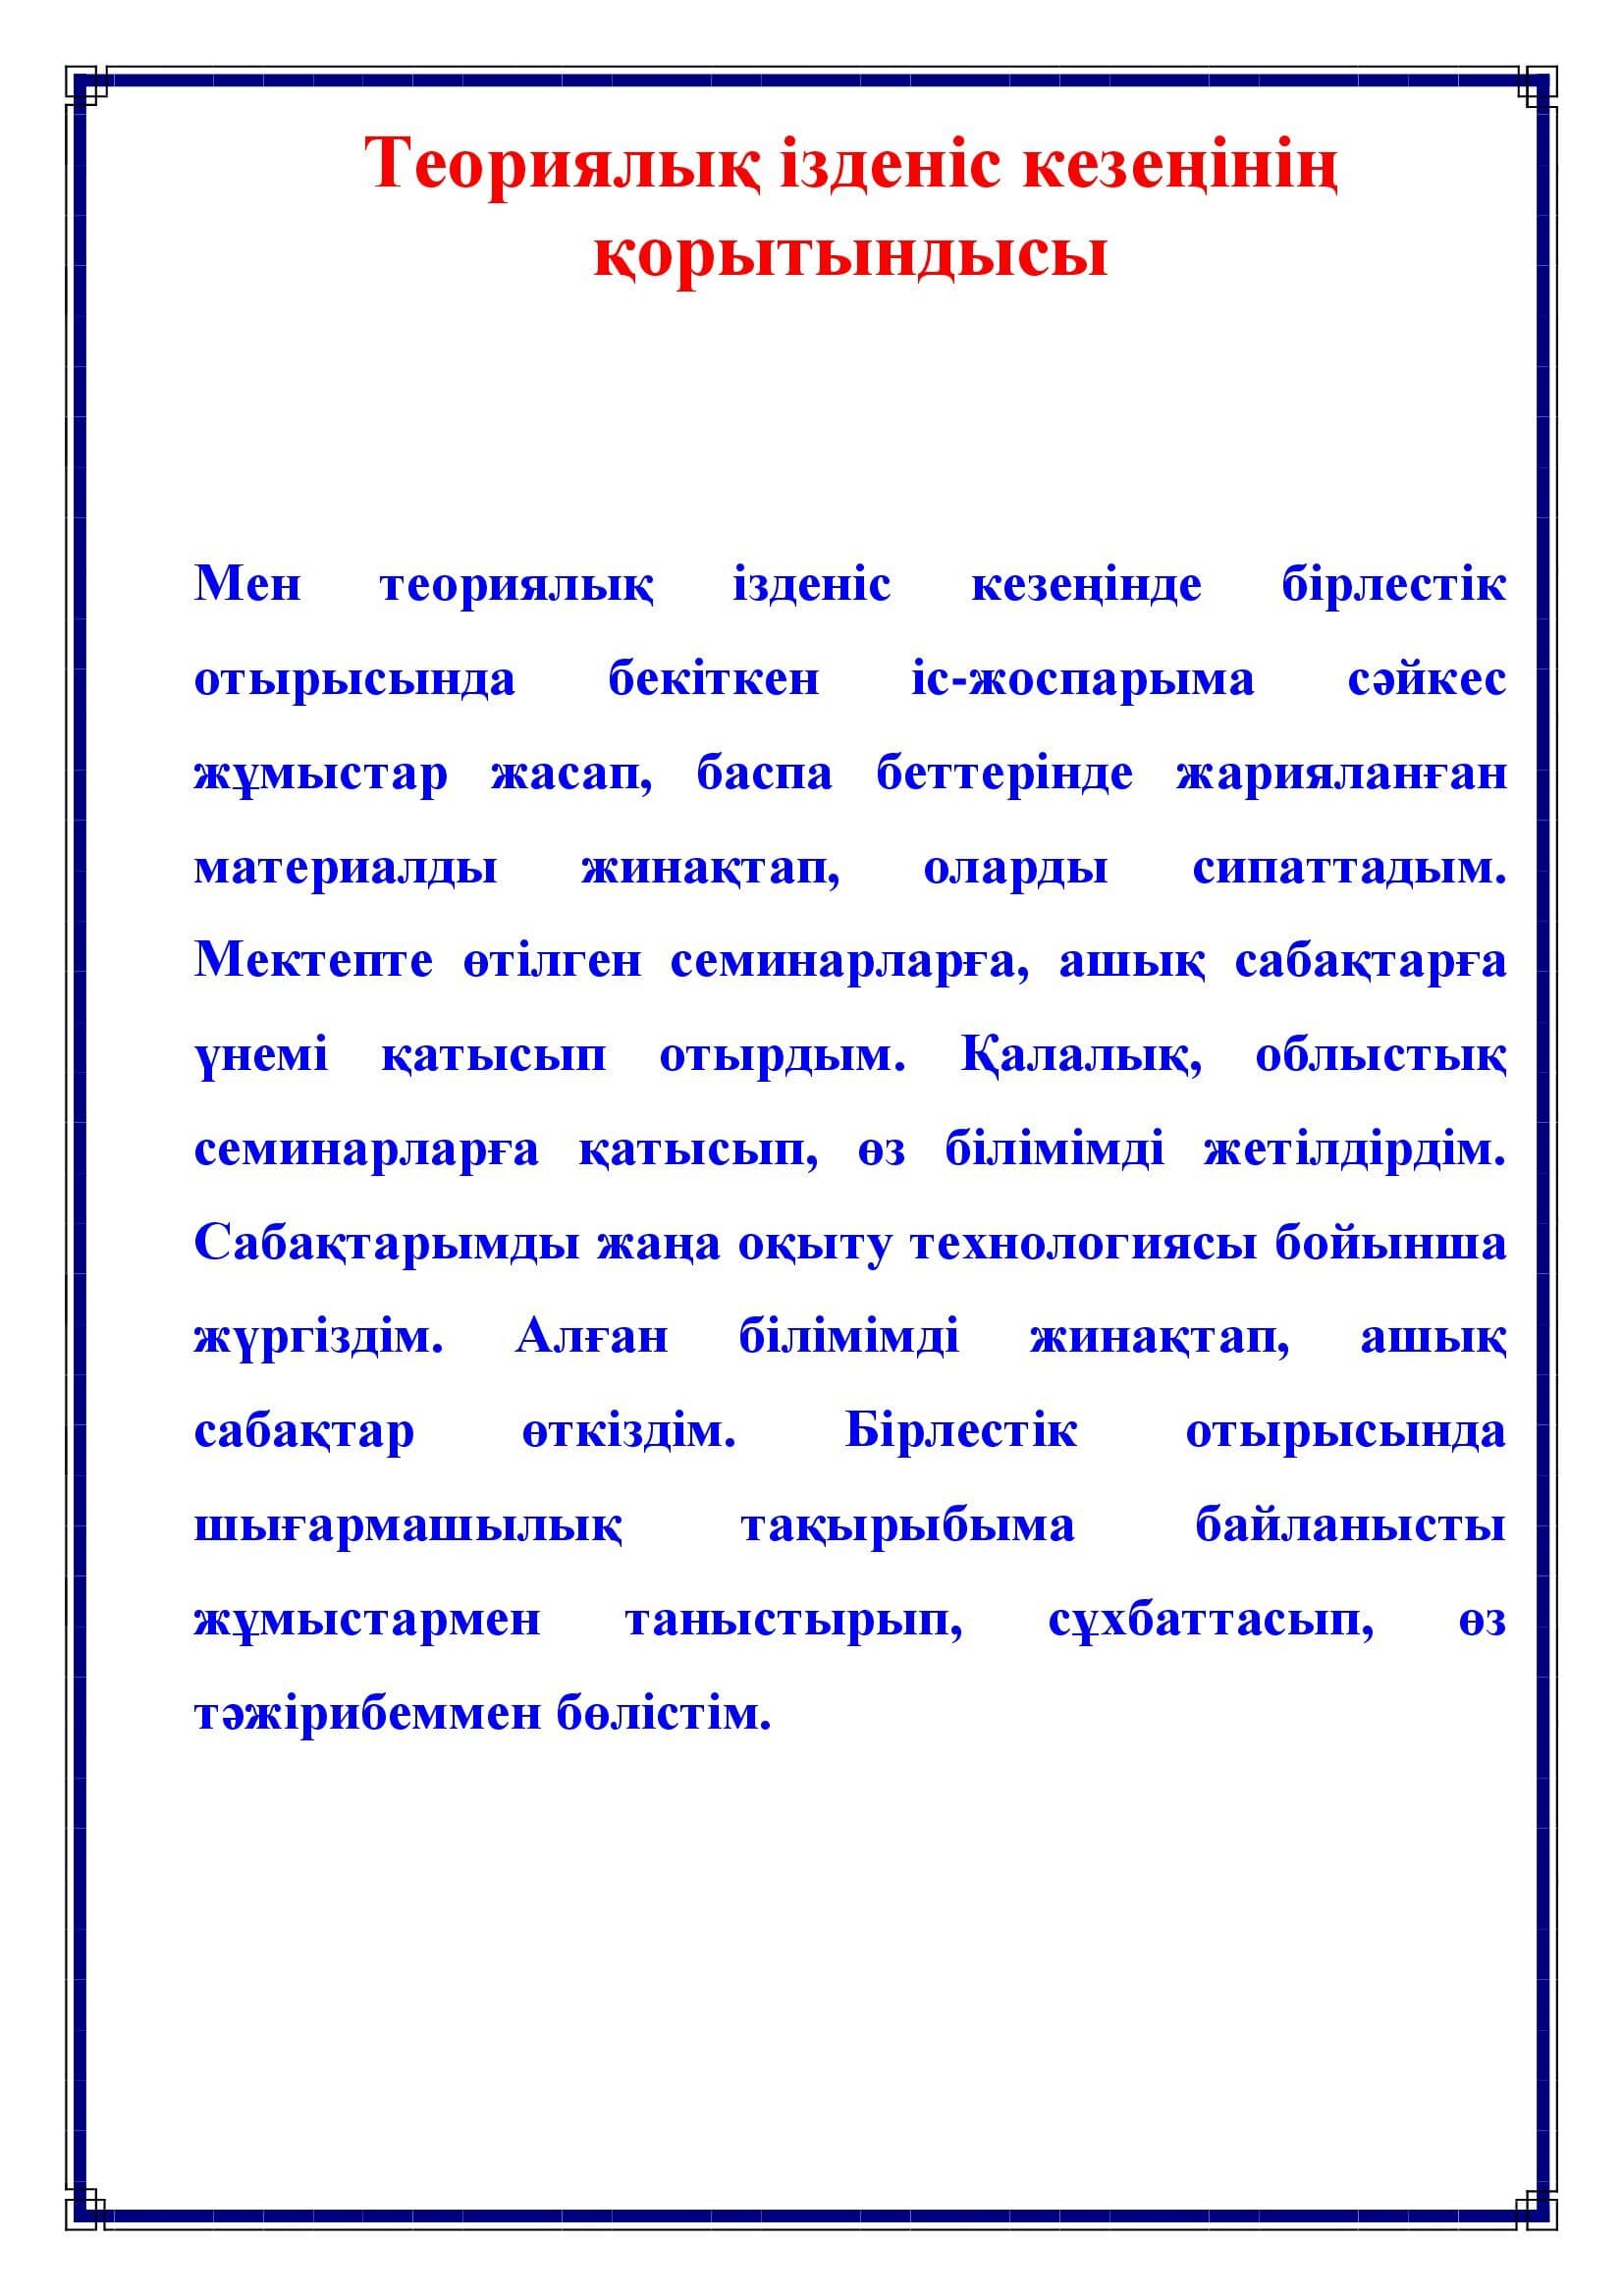 Теориялық ізденіс кезеңінің
қорытындысы
Мен теориялық ізденіс кезеңінде бірлестік
отырысында бекіткен іс-жоспарыма сәйкес
жұмыстар жасап, баспа беттерінде жарияланған
материалды жинақтап, оларды сипаттадым.
Мектепте өтілген семинарларға, ашық сабақтарға
үнемі қатысып отырдым. Қалалық, облыстық
семинарларға қатысып, өз білімімді жетілдірдім.
Сабақтарымды жаңа оқыту технологиясы бойынша
жүргіздім. Алған білімімді жинақтап, ашық
сабақтар өткіздім. Бірлестік отырысында
шығармашылық тақырыбыма байланысты
жұмыстармен таныстырып, сұхбаттасып, өз
тәжірибеммен бөлістім.